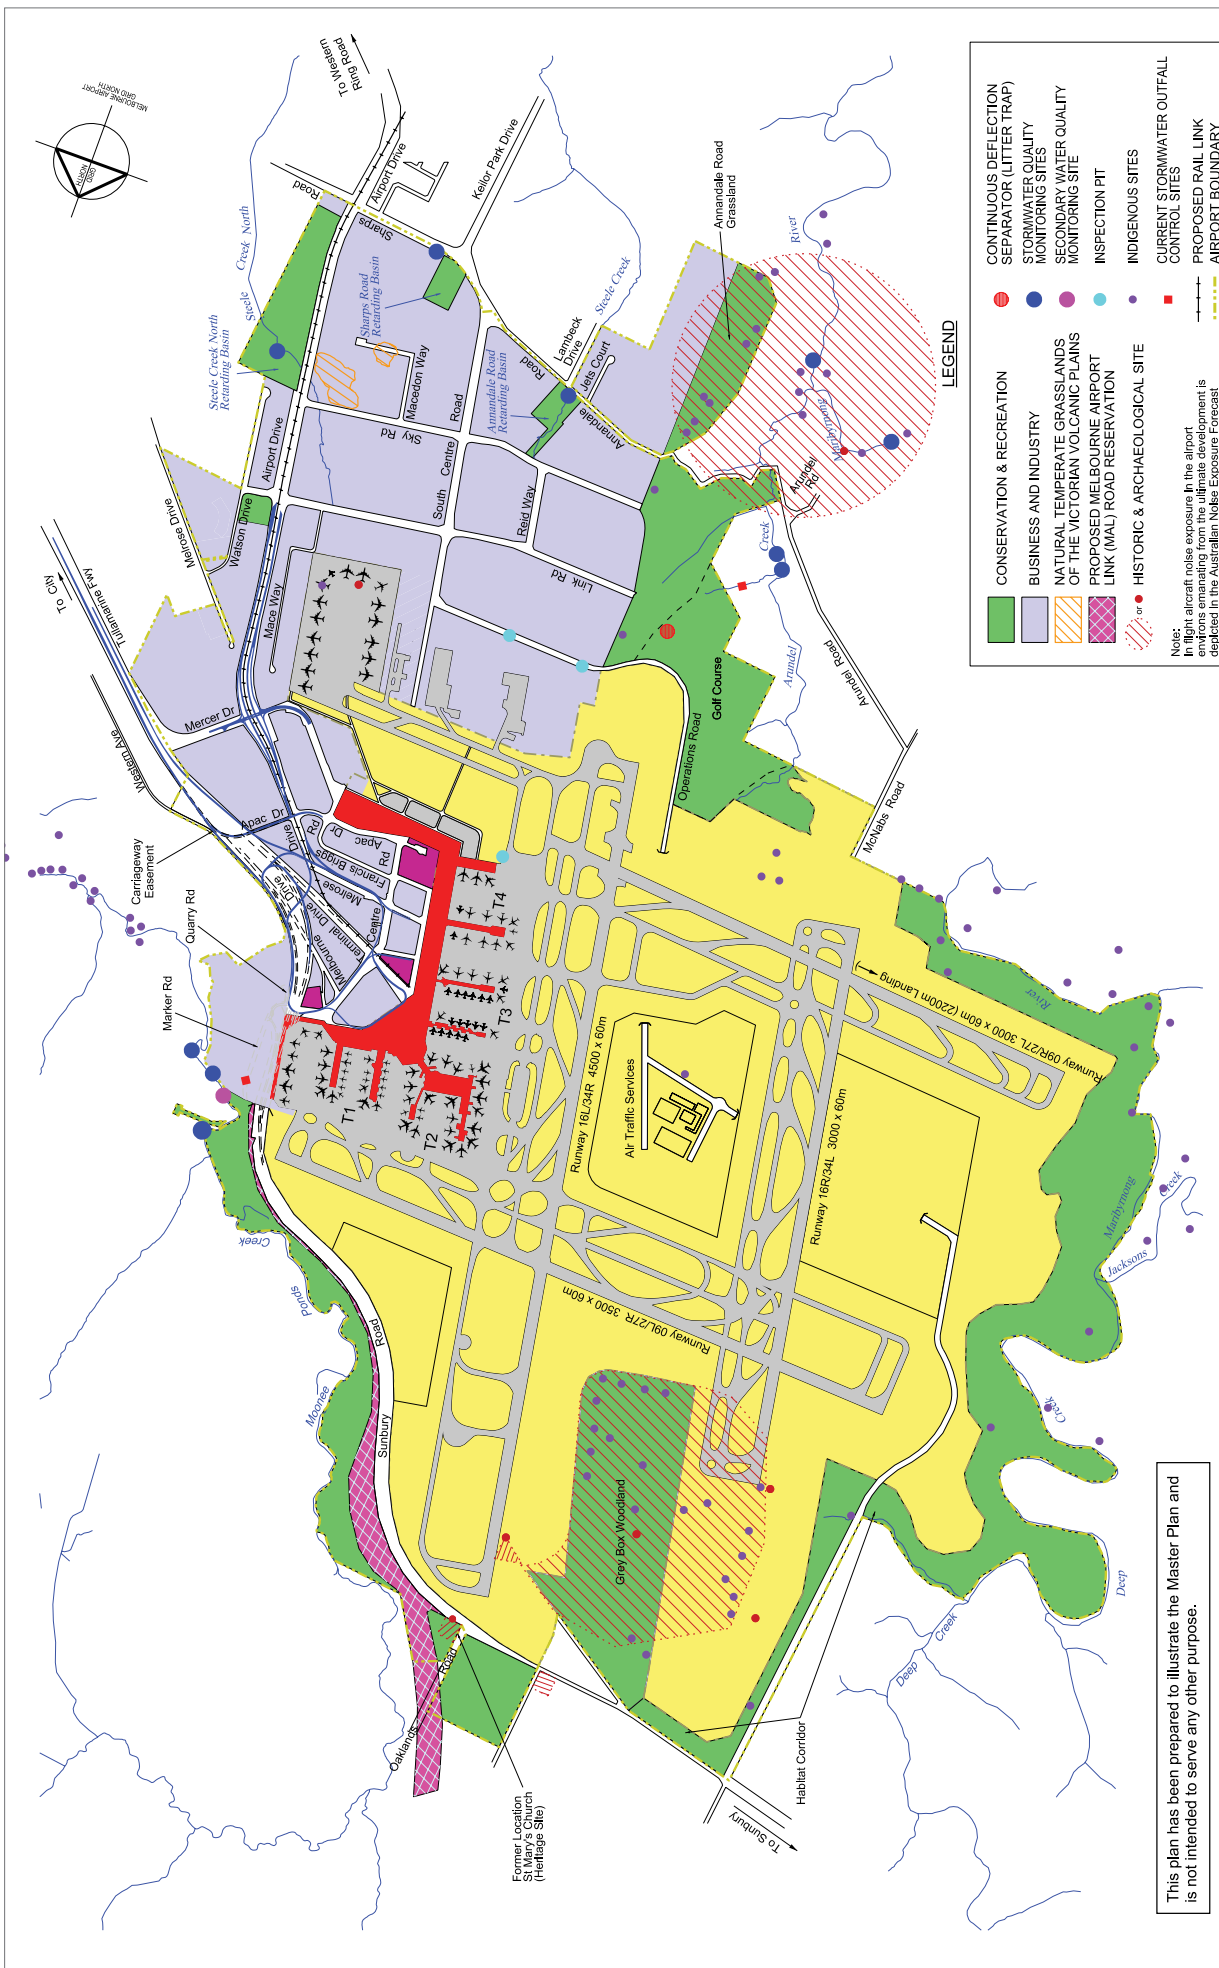 MELBOURNE AIRPORT
GRID NORTH
GRID
NORTH
To Western
Ring Road
To City
Tullamarine Fwy
Western Ave
Melrose Drive
Watson Drive
Airport Drive
Airport Drive
Road
Sharps
Keilor Park Drive
Steele Creek North
Steele Creek North
Retarding Basin
Sharps Road
Retarding Basin
Annandale Road
Retarding Basin
Macedon Way
Sky Rd
South Centre Road
Reid Way
Link Rd
Mace Way
Mercer Dr
Lambeck
Drive
Jets Court
Annandale Road
Steele Creek
Annandale Road
Grassland
River
Maribyrnong
Arundel
Rd
Creek
Arundel
Arundel Road
McNabs Road
Golf Course
Operations Road
Carriageway
Easement
Quarry Rd
Marker Rd
Apac Dr
Apac
Dr
Rd
Francis Briggs
Rd
Melrose
Drive
Centre
Terminal Drive
Melbourne
Drive
T1
T2
T3
T4
Runway 16L/34R 4500 x 60m
Air Traffic Services
Runway 16R/34L 3000 x 60m
Runway 09R/27L 3000 x 60m (2200m Landing)
Runway 09L/27R 3500 x 60m
River
Maribyrnong
Jacksons
Creek
Creek
Deep
Deep
Creek
Creek
Ponds
Moonee
Sunbury
Road
Grey Box Woodland
Oaklands
Road
Former Location
St Mary's Church
(Heritage Site)
To Sunbury
Habitat Corridor
LEGEND
CONSERVATION & RECREATION
BUSINESS AND INDUSTRY
NATURAL TEMPERATE GRASSLANDS
OF THE VICTORIAN VOLCANIC PLAINS
PROPOSED MELBOURNE AIRPORT
LINK (MAL) ROAD RESERVATION
or
HISTORIC & ARCHAEOLOGICAL SITE
CONTINUOUS DEFLECTION
SEPARATOR (LITTER TRAP)
STORMWATER QUALITY
MONITORING SITES
SECONDARY WATER QUALITY
MONITORING SITE
INSPECTION PIT
INDIGENOUS SITES
CURRENT STORMWATER OUTFALL
CONTROL SITES
PROPOSED RAIL LINK
AIRPORT BOUNDARY
Note:
In flight aircraft noise exposure in the airport
environs emanating from the ultimate development is
depicted in the Australian Noise Exposure Forecast
This plan has been prepared to illustrate the Master Plan and
is not intended to serve any other purpose.